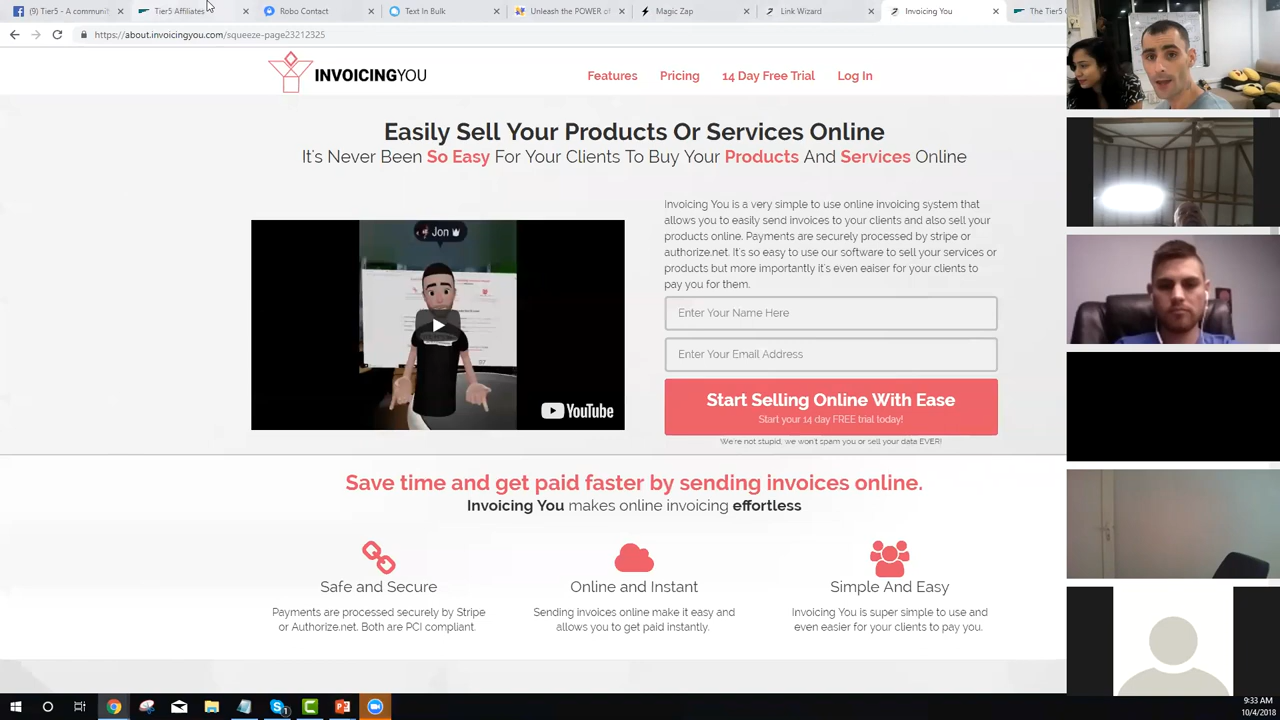 (9) Tier5 - A communi
Tier5 Affiliates
Robo Contact
Text In Bulk
Unleash the POWER of
Magic Zap
Link Wizard
Invoicing You
The Tier5
https://about.invoicingyou.com/squeeze-page23212325
INVOICINGYOU
Features
Pricing
14 Day Free Trial
Log In
Easily Sell Your Products Or Services Online
It's Never Been So Easy For Your Clients To Buy Your Products And Services Online
Jon
YouTube
Invoicing You is a very simple to use online invoicing system that
allows you to easily send invoices to your clients and also sell your
products online. Payments are securely processed by stripe or
authorize.net. It's so easy to use our software to sell your services or
products but more importantly it's even eaiser for your clients to
pay you for them.
Enter Your Name Here
Enter Your Email Address
Start Selling Online With Ease
Start your 14 day FREE trial today!
We're not stupid, we won't spam you or sell your data EVER!
Save time and get paid faster by sending invoices online.
Invoicing You makes online invoicing effortless
Safe and Secure
Payments are processed securely by Stripe
or Authorize.net. Both are PCI compliant.
Online and Instant
Sending invoices online make it easy and
allows you to get paid instantly.
Simple And Easy
Invoicing You is super simple to use and
even easier for your clients to pay you.
9:33 AM
10/4/2018